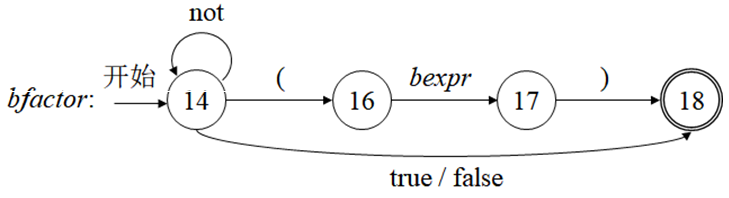 not
bfactor: 开始 14 ( 16 bexpr 17 ) 18
true / false